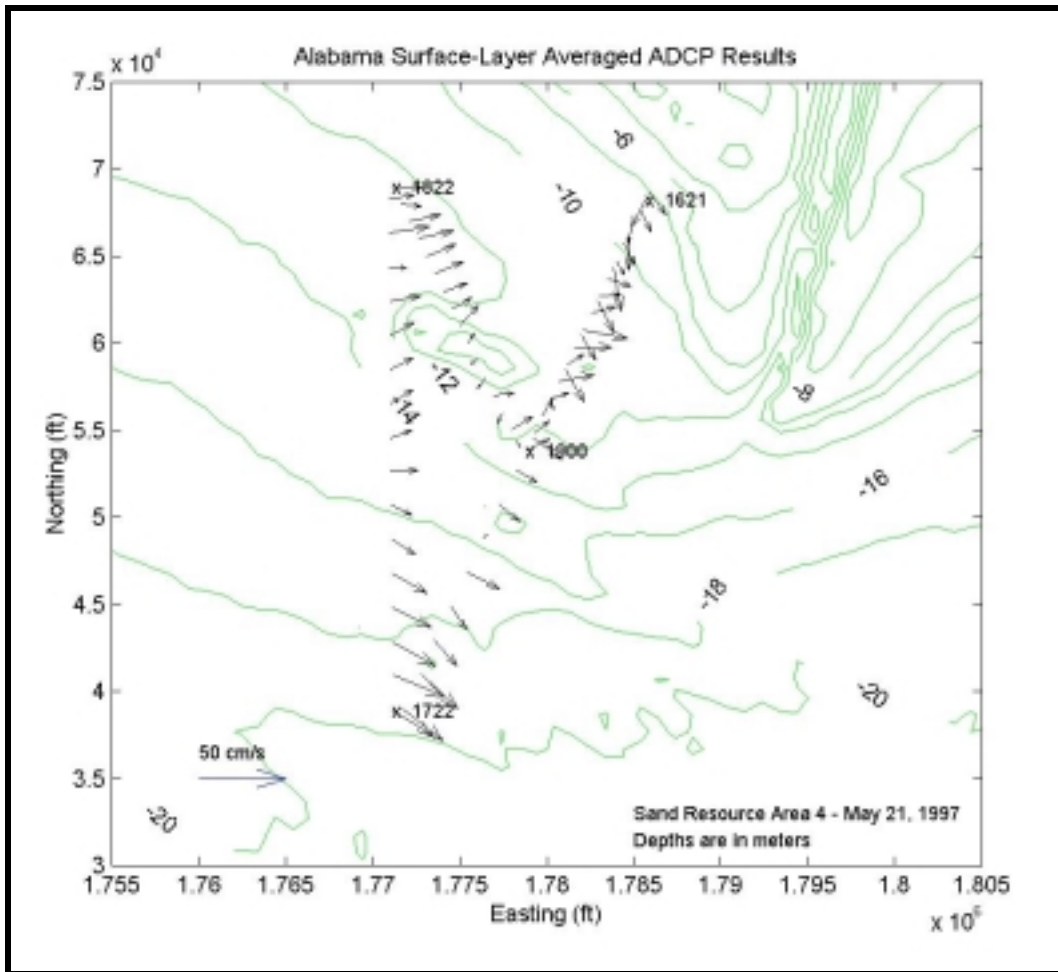 x 10⁴
Alabama Surface-Layer Averaged ADCP Results
7.5
7
6.5
6
5.5
5
4.5
4
3.5
3
Northing (ft)
x 1822
x 1621
x 1900
x 1722
-10
-12
-14
-16
-18
-20
-20
50 cm/s
Sand Resource Area 4 - May 21, 1997
Depths are in meters
1.755 1.76 1.765 1.77 1.775 1.78 1.785 1.79 1.795 1.8 1.805
Easting (ft)
x 10⁶